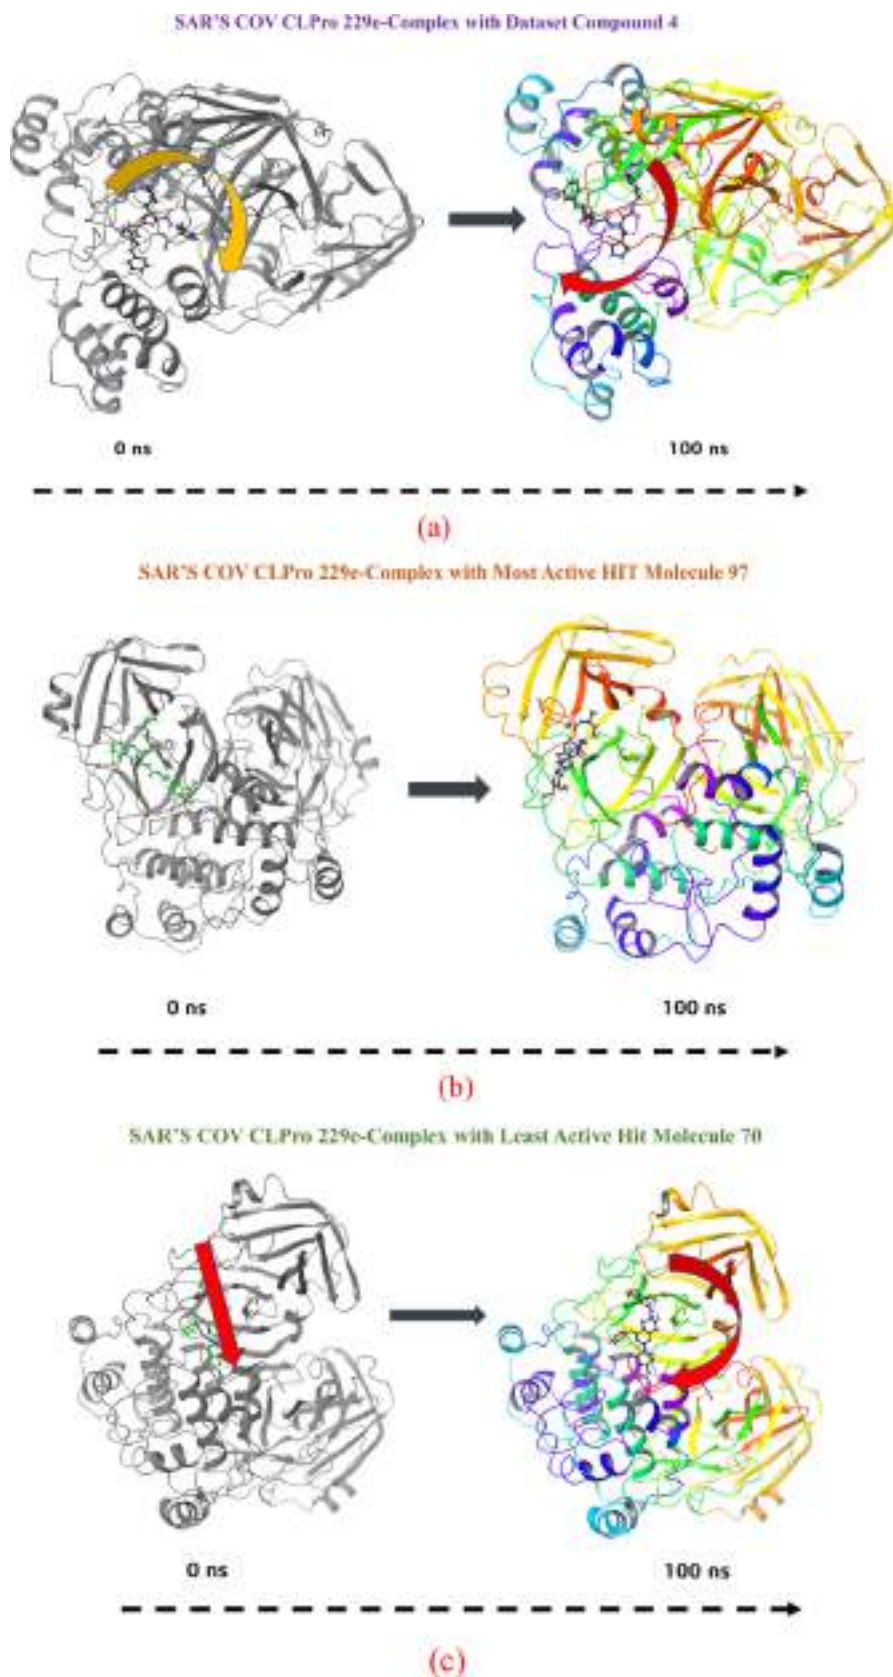 SAR'S COV CLPro 229e-Complex with Dataset Compound 4
0 ns
100 ns
(a)
SAR'S COV CLPro 229e-Complex with Most Active HIT Molecule 97
0 ns
100 ns
(b)
SAR'S COV CLPro 229e-Complex with Least Active Hit Molecule 70
0 ns
100 ns
(c)